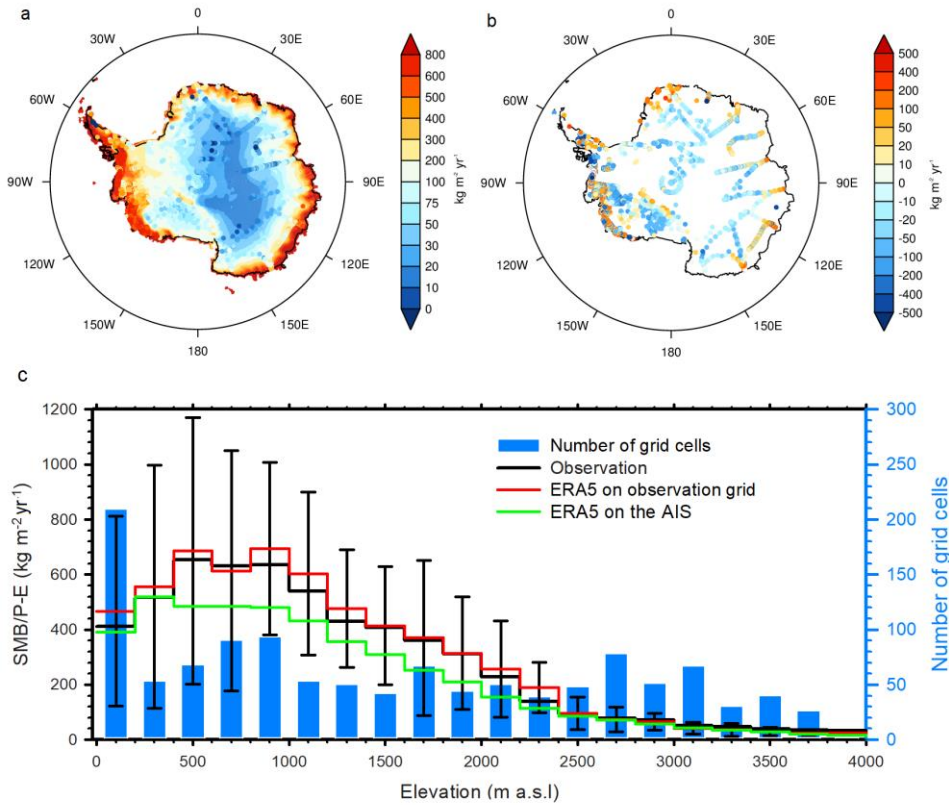 a
0
30W
30E
60W
60E
90W
90E
120W
120E
150W
150E
180
800
600
500
400
300
200
100
75
50
30
20
10
0
kg m⁻² yr⁻¹
b
0
30W
30E
60W
60E
90W
90E
120W
120E
150W
150E
180
500
400
200
100
50
20
10
0
-10
-20
-50
-100
-200
-400
-500
kg m⁻² yr⁻¹
c
1200
1000
800
600
400
200
0
SMB/P-E (kg m⁻² yr⁻¹)
Number of grid cells
Observation
ERA5 on observation grid
ERA5 on the AIS
300
250
200
150
100
50
0
Number of grid cells
0 500 1000 1500 2000 2500 3000 3500 4000
Elevation (m a.s.l)